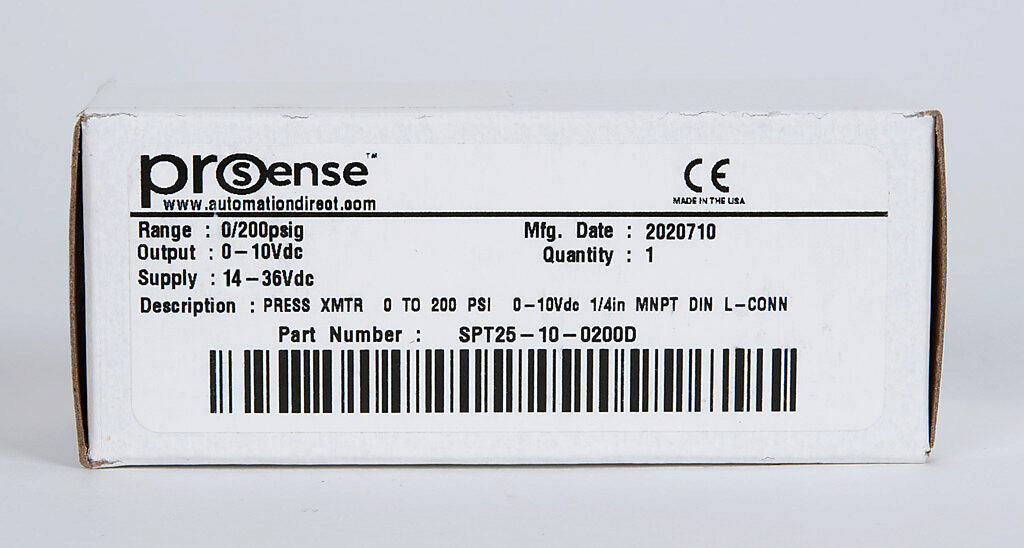 prosense™
CE
www.automationdirect.com
MADE IN THE USA
Range : 0/200psig
Mfg. Date : 2020710
Output : 0-10Vdc
Quantity : 1
Supply : 14-36Vdc
Description : PRESS XMTR 0 TO 200 PSI 0-10Vdc 1/4in MNPT DIN L-CONN
Part Number : SPT25-10-0200D